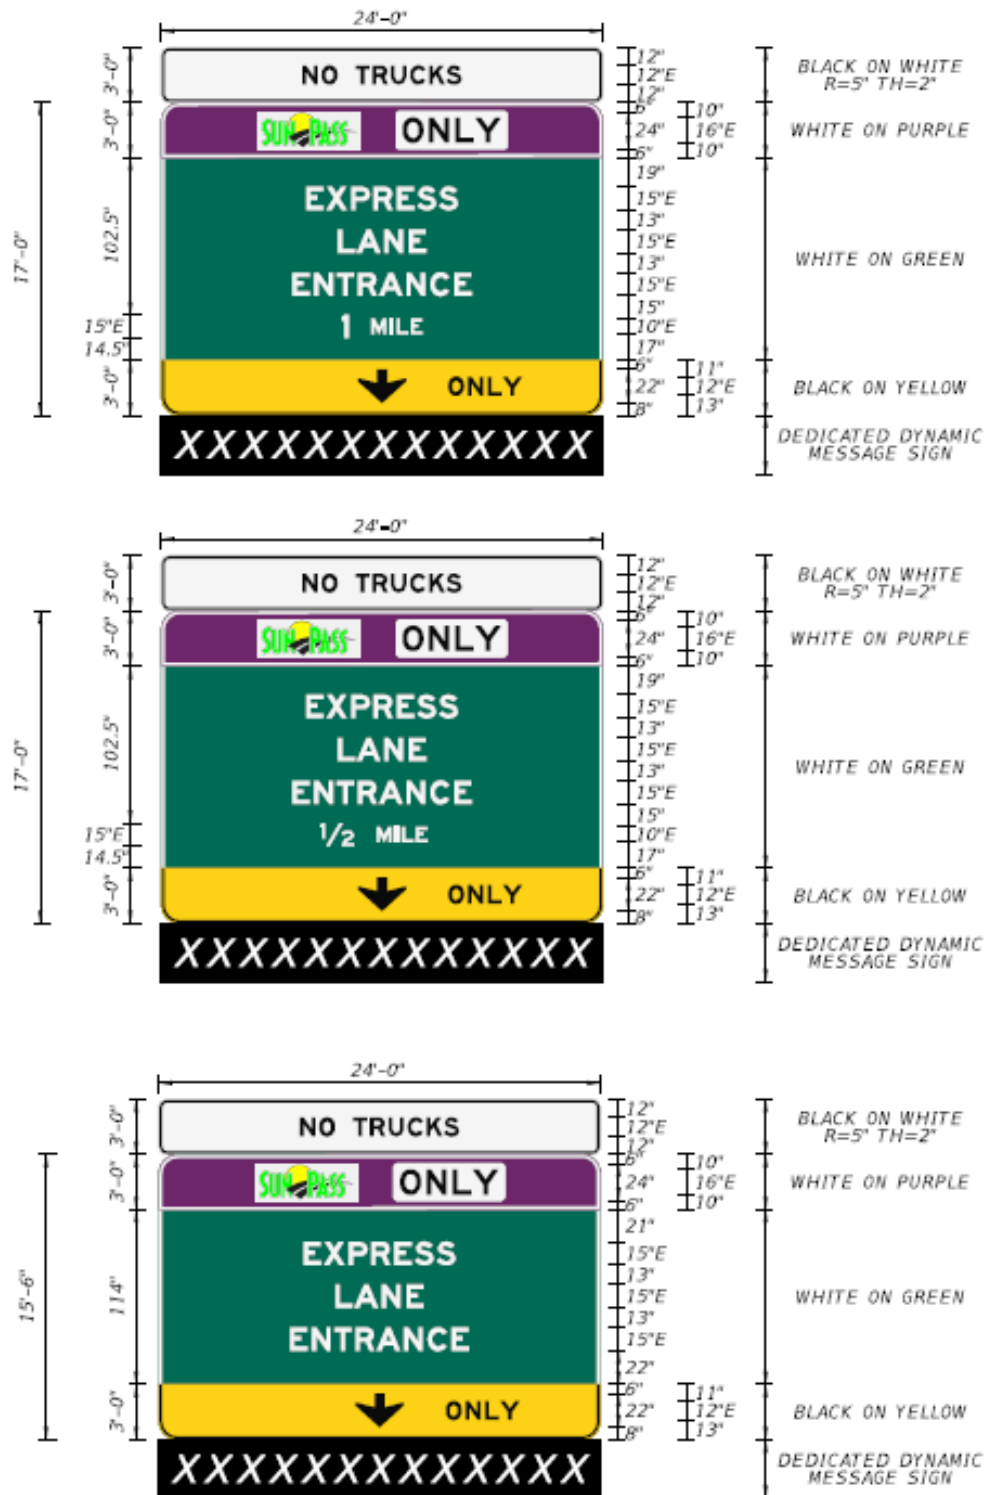 24'-0"
3'-0"
NO TRUCKS
12"
12"E
12"
BLACK ON WHITE
R=5" TH=2"
17'-0"
3'-0"
SUNPASS ONLY
6"
24"
6"
10"
16"E
10"
WHITE ON PURPLE
102.5"
15"E
14.5"
EXPRESS
LANE
ENTRANCE
1 MILE
19"
15"E
13"
15"E
13"
15"E
15"
10"E
17"
WHITE ON GREEN
3'-0"
ONLY
6"
22"
8"
11"
12"E
13"
BLACK ON YELLOW
XXXXXXXXXXXXXX
DEDICATED DYNAMIC
MESSAGE SIGN
24'-0"
3'-0"
NO TRUCKS
12"
12"E
12"
BLACK ON WHITE
R=5" TH=2"
17'-0"
3'-0"
SUNPASS ONLY
6"
24"
6"
10"
16"E
10"
WHITE ON PURPLE
102.5"
15"E
14.5"
EXPRESS
LANE
ENTRANCE
1/2 MILE
19"
15"E
13"
15"E
13"
15"E
15"
10"E
17"
WHITE ON GREEN
3'-0"
ONLY
6"
22"
8"
11"
12"E
13"
BLACK ON YELLOW
XXXXXXXXXXXXXX
DEDICATED DYNAMIC
MESSAGE SIGN
24'-0"
3'-0"
NO TRUCKS
12"
12"E
12"
BLACK ON WHITE
R=5" TH=2"
15'-6"
3'-0"
SUNPASS ONLY
6"
24"
6"
10"
16"E
10"
WHITE ON PURPLE
114"
EXPRESS
LANE
ENTRANCE
21"
15"E
13"
15"E
13"
15"E
22"
WHITE ON GREEN
3'-0"
ONLY
6"
22"
8"
11"
12"E
13"
BLACK ON YELLOW
XXXXXXXXXXXXXX
DEDICATED DYNAMIC
MESSAGE SIGN